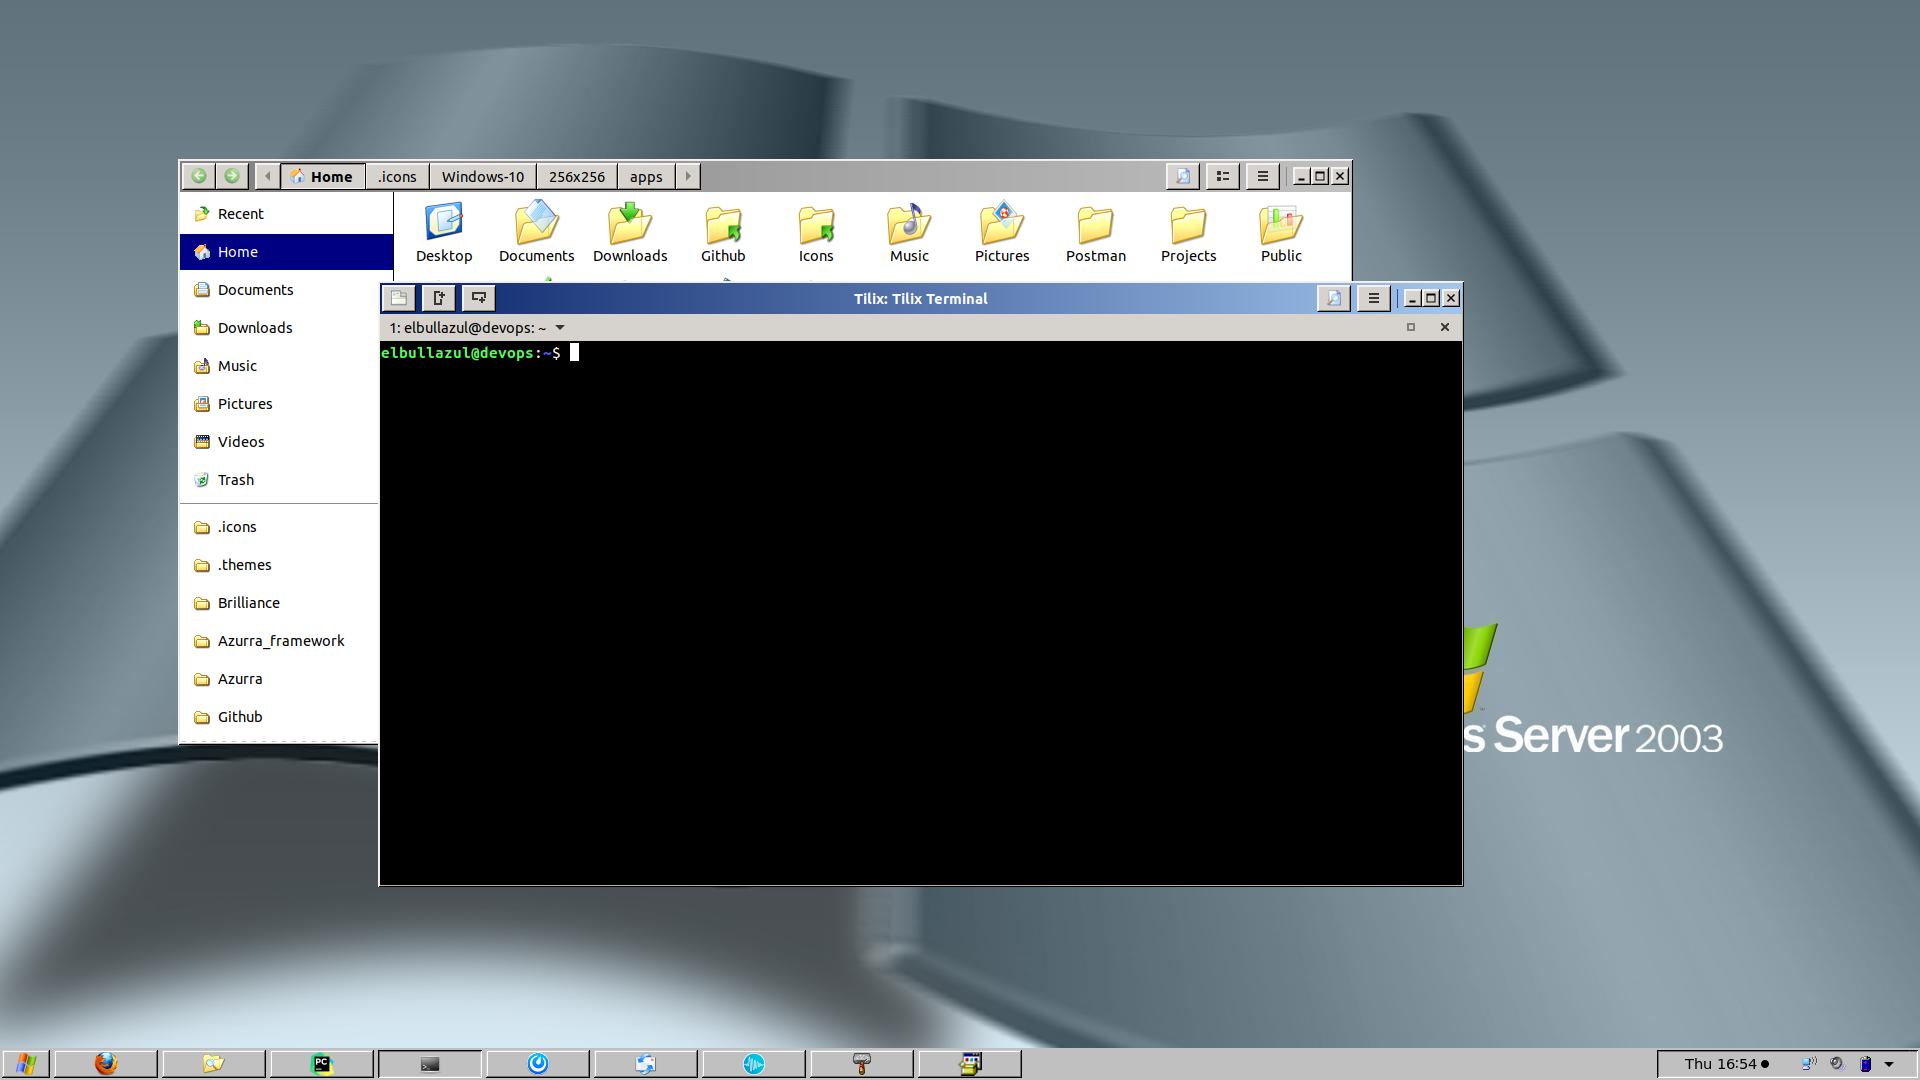 Home .icons Windows-10 256x256 apps
Recent
Home
Documents
Downloads
Music
Pictures
Videos
Trash
.icons
.themes
Brilliance
Azurra_framework
Azurra
Github
Desktop Documents Downloads Github Icons Music Pictures Postman Projects Public
Tilix: Tilix Terminal
1: elbullazul@devops: ~
elbullazul@devops:~$
s Server 2003
PC
Thu 16:54